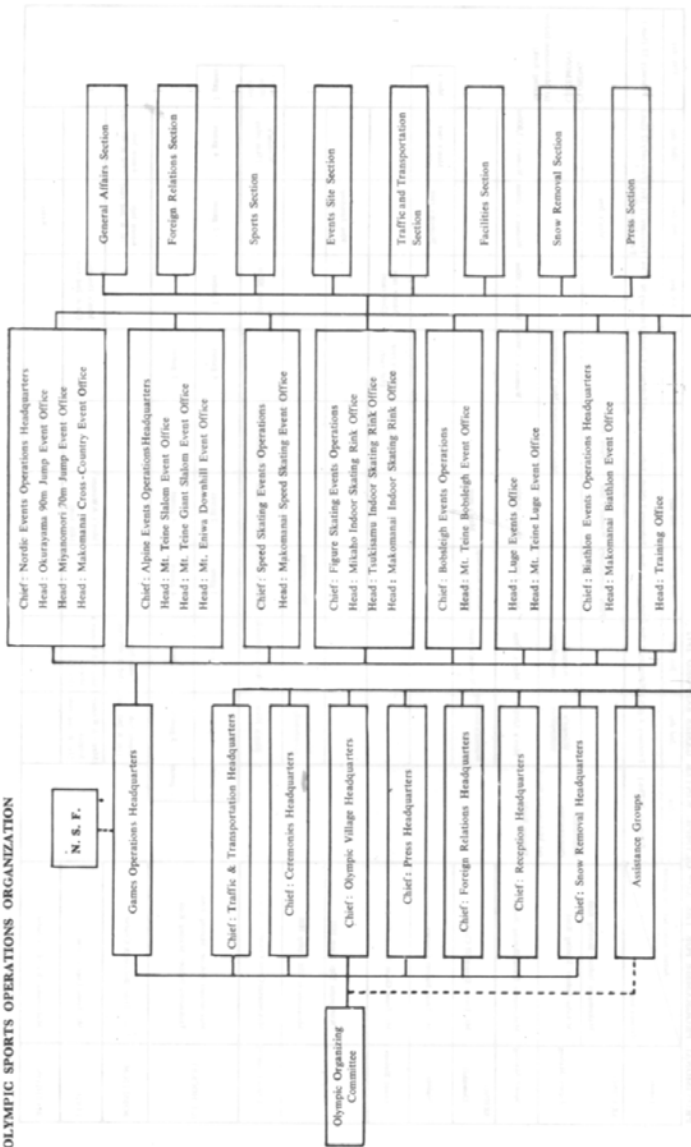 OLYMPIC SPORTS OPERATIONS ORGANIZATION
N. S. F.
Olympic Organizing
Committee
Games Operations Headquarters
Chief: Traffic & Transportation Headquarters
Chief: Ceremonies Headquarters
Chief: Olympic Village Headquarters
Chief: Press Headquarters
Chief: Foreign Relations Headquarters
Chief: Reception Headquarters
Chief: Snow Removal Headquarters
Assistance Groups
Chief: Nordic Events Operations Headquarters
Head: Okurayama 90m Jump Event Office
Head: Miyanomori 70m Jump Event Office
Head: Makomanai Cross-Country Event Office
Chief: Alpine Events Operations Headquarters
Head: Mt. Teine Slalom Event Office
Head: Mt. Teine Giant Slalom Event Office
Head: Mt. Eniwa Downhill Event Office
Chief: Speed Skating Events Operations
Head: Makomanai Speed Skating Event Office
Chief: Figure Skating Events Operations
Head: Mikaho Indoor Skating Rink Office
Head: Tsukisamu Indoor Skating Rink Office
Head: Makomanai Indoor Skating Rink Office
Chief: Bobsleigh Events Operations
Head: Mt. Teine Bobsleigh Event Office
Head: Luge Events Office
Head: Mt. Teine Luge Event Office
Chief: Biathlon Events Operations Headquarters
Head: Makomanai Biathlon Event Office
Head: Training Office
General Affairs Section
Foreign Relations Section
Sports Section
Events Site Section
Traffic and Transportation
Section
Facilities Section
Snow Removal Section
Press Section